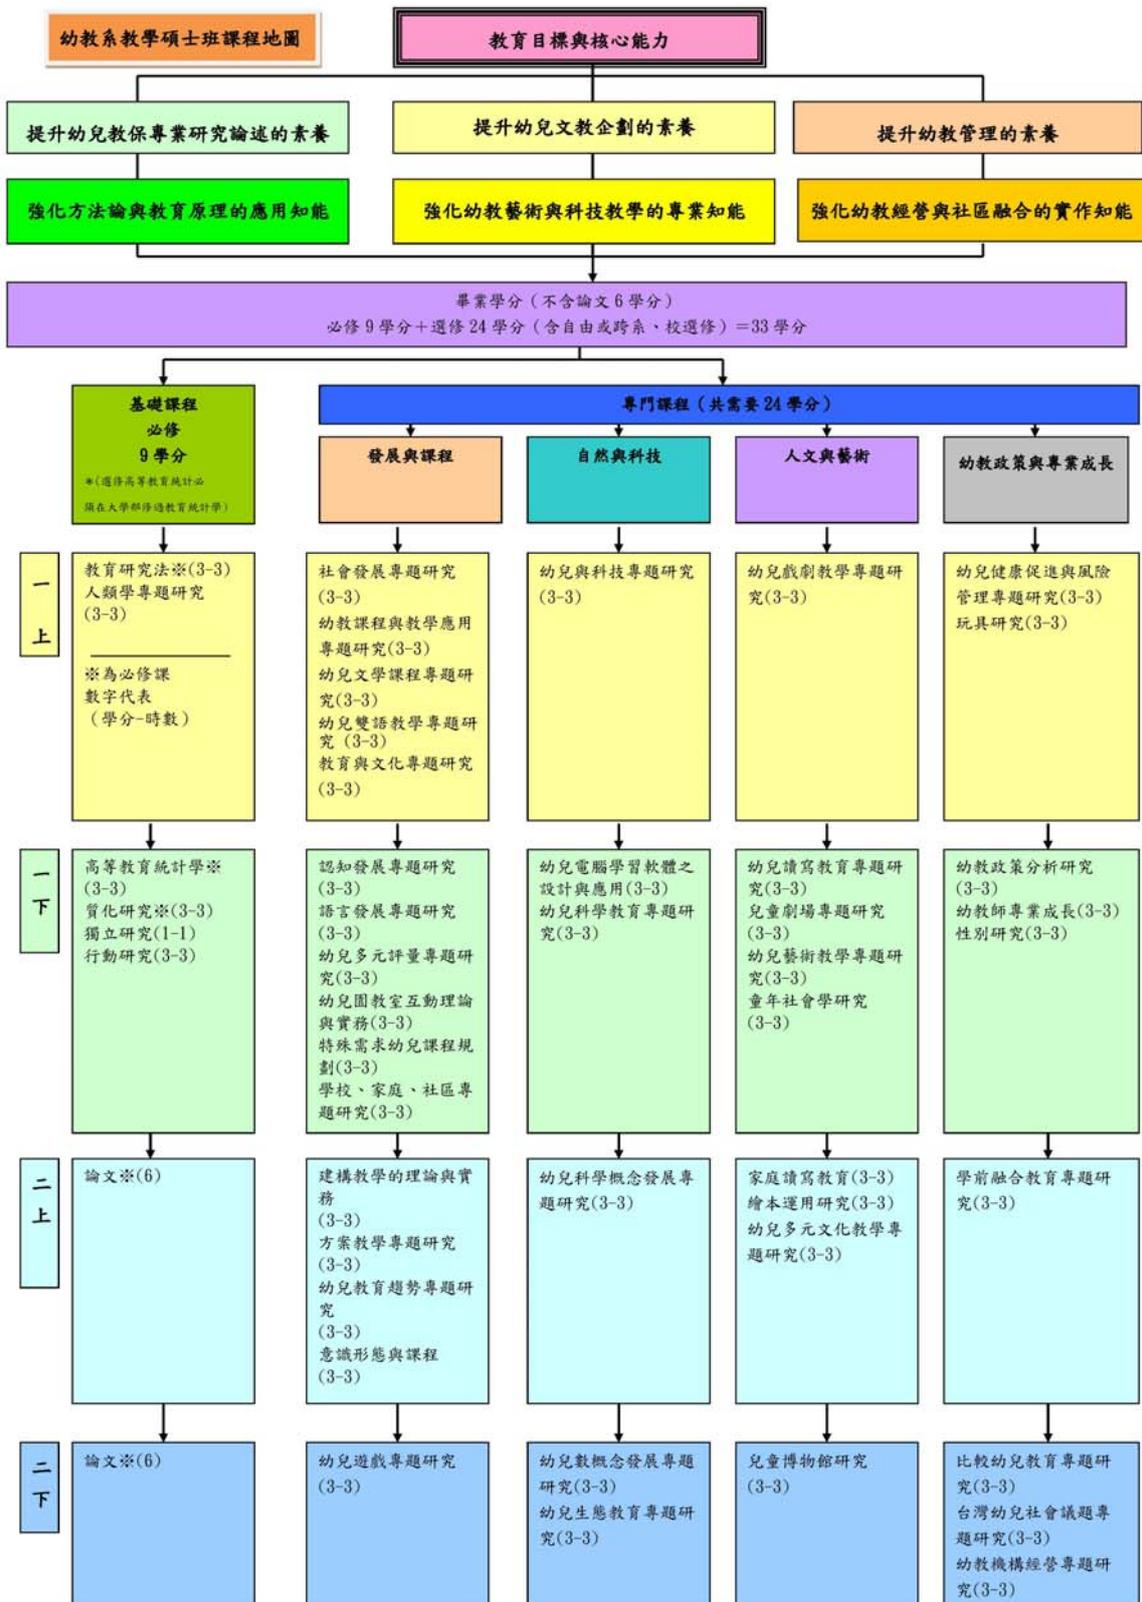 幼教系教學碩士班課程地圖
教育目標與核心能力
提升幼兒教保專業研究論述的素養
提升幼兒文教企劃的素養
提升幼教管理的素養
強化方法論與教育原理的應用知能
強化幼教藝術與科技教學的專業知能
強化幼教經營與社區融合的實作知能
畢業學分（不含論文 6 學分）
必修 9 學分＋選修 24 學分（含自由或跨系、校選修）＝33 學分
基礎課程
必修
9 學分
*(選修高等教育統計必
須在大學部修過教育統計學)
專門課程（共需要 24 學分）
發展與課程
自然與科技
人文與藝術
幼教政策與專業成長
一
上
教育研究法※(3-3)
人類學專題研究
(3-3)
※為必修課
數字代表
（學分-時數）
社會發展專題研究
(3-3)
幼教課程與教學應用
專題研究(3-3)
幼兒文學課程專題研
究(3-3)
幼兒雙語教學專題研
究 (3-3)
教育與文化專題研究
(3-3)
幼兒與科技專題研究
(3-3)
幼兒戲劇教學專題研
究(3-3)
幼兒健康促進與風險
管理專題研究(3-3)
玩具研究(3-3)
一
下
高等教育統計學※
(3-3)
質化研究※(3-3)
獨立研究(1-1)
行動研究(3-3)
認知發展專題研究
(3-3)
語言發展專題研究
(3-3)
幼兒多元評量專題研
究(3-3)
幼兒園教室互動理論
與實務(3-3)
特殊需求幼兒課程規
劃(3-3)
學校、家庭、社區專
題研究(3-3)
幼兒電腦學習軟體之
設計與應用(3-3)
幼兒科學教育專題研
究(3-3)
幼兒讀寫教育專題研
究(3-3)
兒童劇場專題研究
(3-3)
幼兒藝術教學專題研
究(3-3)
童年社會學研究
(3-3)
幼教政策分析研究
(3-3)
幼教師專業成長(3-3)
性別研究(3-3)
二
上
論文※(6)
建構教學的理論與實
務
(3-3)
方案教學專題研究
(3-3)
幼兒教育趨勢專題研
究
(3-3)
意識形態與課程
(3-3)
幼兒科學概念發展專
題研究(3-3)
家庭讀寫教育(3-3)
繪本運用研究(3-3)
幼兒多元文化教學專
題研究(3-3)
學前融合教育專題研
究(3-3)
二
下
論文※(6)
幼兒遊戲專題研究
(3-3)
幼兒數概念發展專題
研究(3-3)
幼兒生態教育專題研
究(3-3)
兒童博物館研究
(3-3)
比較幼兒教育專題研
究(3-3)
台灣幼兒社會議題專
題研究(3-3)
幼教機構經營專題研
究(3-3)